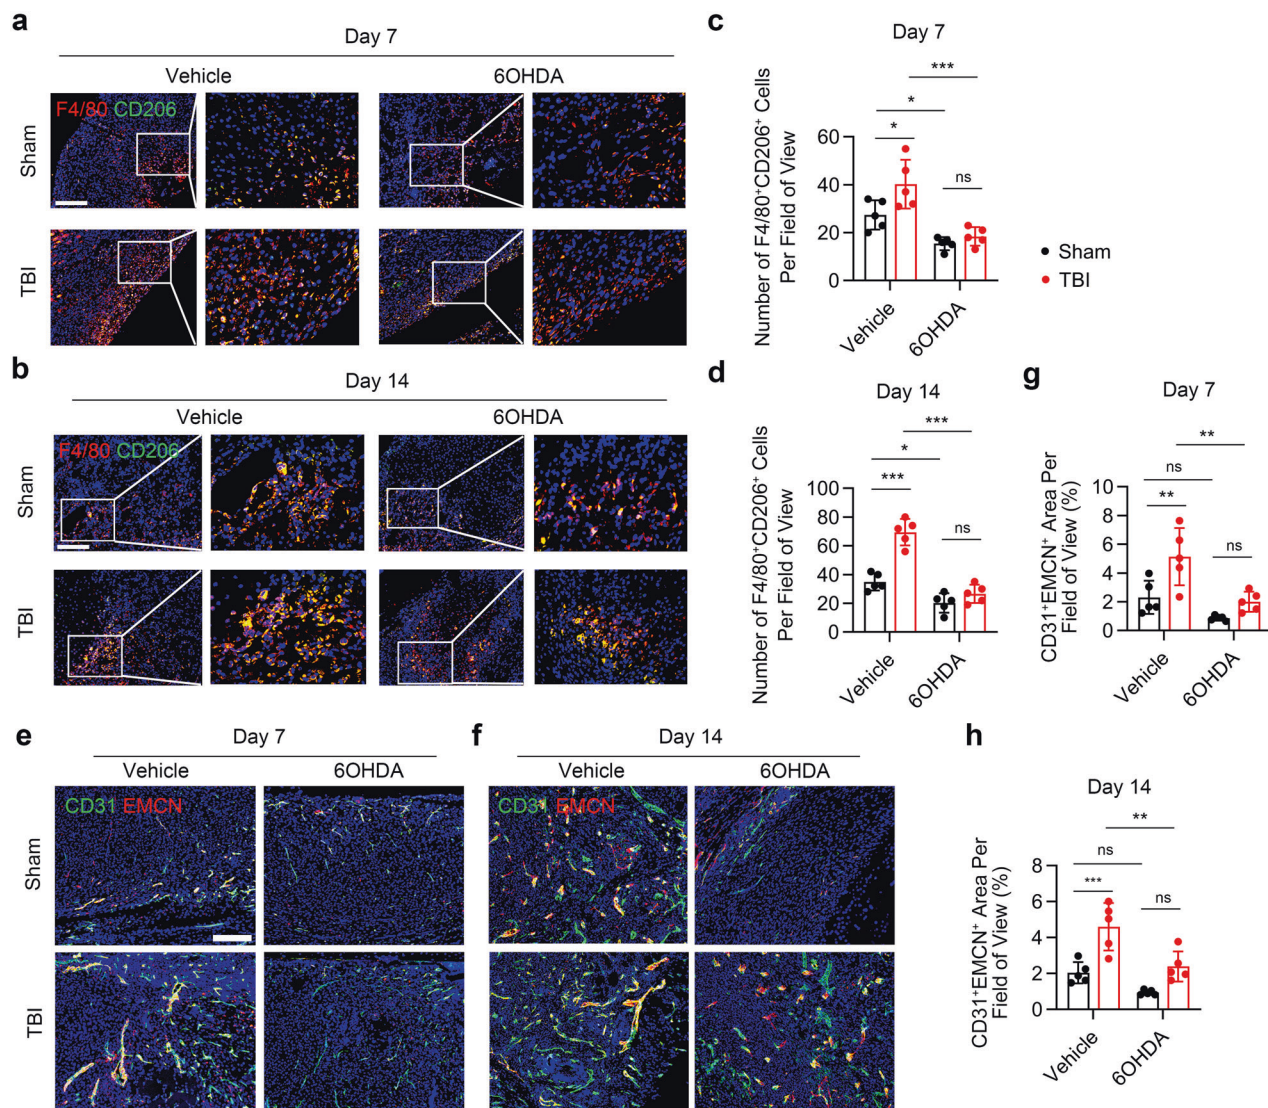 a
Day 7
Vehicle
6OHDA
F4/80 CD206
Sham
TBI
b
Day 14
Vehicle
6OHDA
F4/80 CD206
Sham
TBI
c
Day 7
***
*
*
ns
Number of F4/80⁺CD206⁺ Cells
Per Field of View
60
40
20
0
Vehicle
6OHDA
Sham
TBI
d
Day 14
***
*
***
ns
Number of F4/80⁺CD206⁺ Cells
Per Field of View
100
80
60
40
20
0
Vehicle
6OHDA
g
Day 7
**
ns
**
ns
CD31⁺EMCN⁺ Area Per
Field of View (%)
10
8
6
4
2
0
Vehicle
6OHDA
e
Day 7
Vehicle
6OHDA
CD31 EMCN
Sham
TBI
f
Day 14
Vehicle
6OHDA
CD31 EMCN
h
Day 14
**
ns
***
ns
CD31⁺EMCN⁺ Area Per
Field of View (%)
8
6
4
2
0
Vehicle
6OHDA